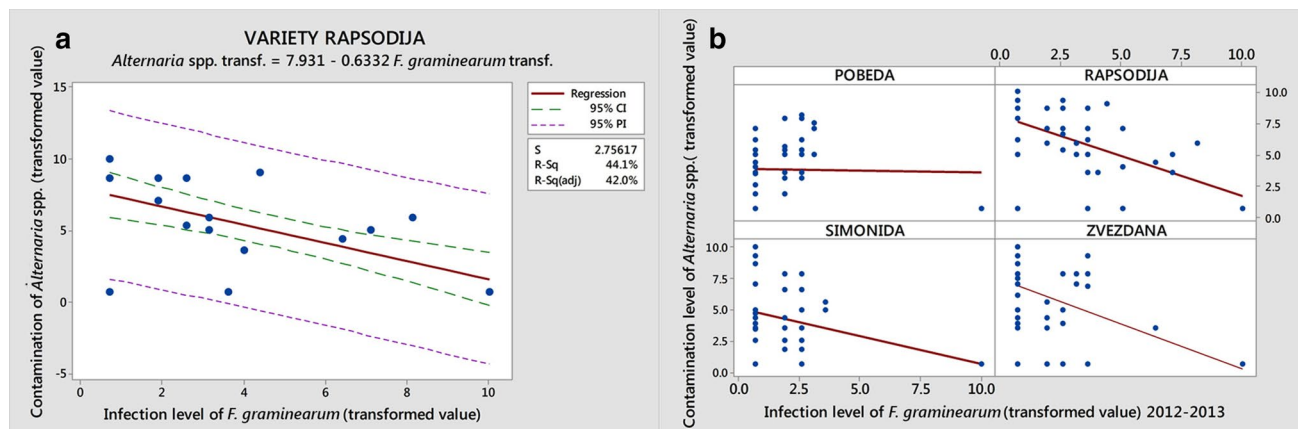 a
VARIETY RAPSODIJA
Alternaria spp. transf. = 7.931 - 0.6332 F. graminearum transf.
Contamination of Alternaria spp. (transformed value)
15
10
5
0
-5
0 2 4 6 8 10
Infection level of F. graminearum (transformed value)
Regression
95% CI
95% PI
S 2.75617
R-Sq 44.1%
R-Sq(adj) 42.0%
b
Contamination level of Alternaria spp.( transformed value)
0.0 2.5 5.0 7.5 10.0
POBEDA RAPSODIJA
10.0
7.5
5.0
2.5
0.0
SIMONIDA ZVEZDANA
10.0
7.5
5.0
2.5
0.0
0.0 2.5 5.0 7.5 10.0
Infection level of F. graminearum (transformed value) 2012-2013